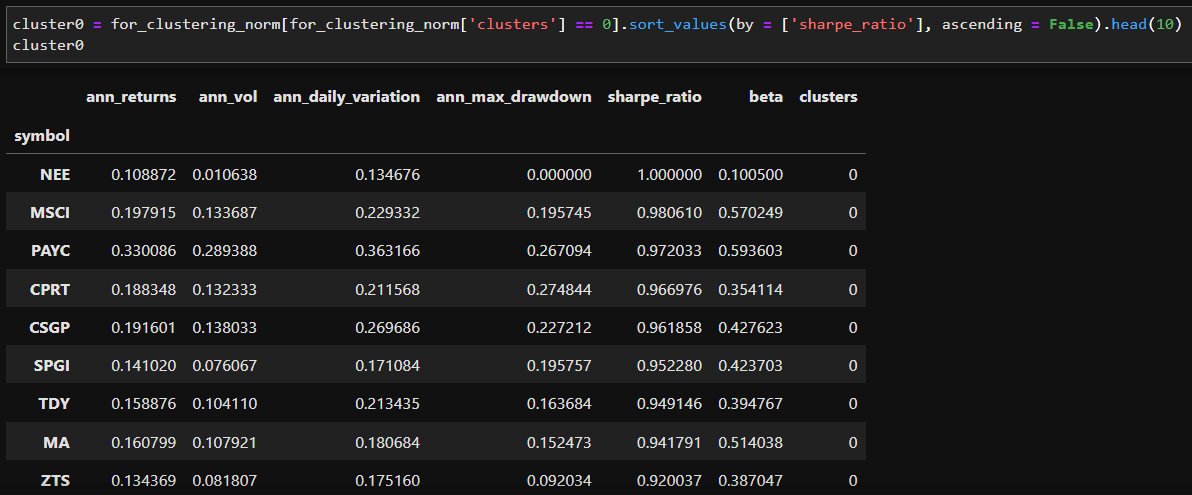 cluster0 = for_clustering_norm[for_clustering_norm['clusters'] == 0].sort_values(by = ['sharpe_ratio'], ascending = False).head(10)
cluster0
ann_returns ann_vol ann_daily_variation ann_max_drawdown sharpe_ratio beta clusters
symbol
NEE 0.108872 0.010638 0.134676 0.000000 1.000000 0.100500 0
MSCI 0.197915 0.133687 0.229332 0.195745 0.980610 0.570249 0
PAYC 0.330086 0.289388 0.363166 0.267094 0.972033 0.593603 0
CPRT 0.188348 0.132333 0.211568 0.274844 0.966976 0.354114 0
CSGP 0.191601 0.138033 0.269686 0.227212 0.961858 0.427623 0
SPGI 0.141020 0.076067 0.171084 0.195757 0.952280 0.423703 0
TDY 0.158876 0.104110 0.213435 0.163684 0.949146 0.394767 0
MA 0.160799 0.107921 0.180684 0.152473 0.941791 0.514038 0
ZTS 0.134369 0.081807 0.175160 0.092034 0.920037 0.387047 0